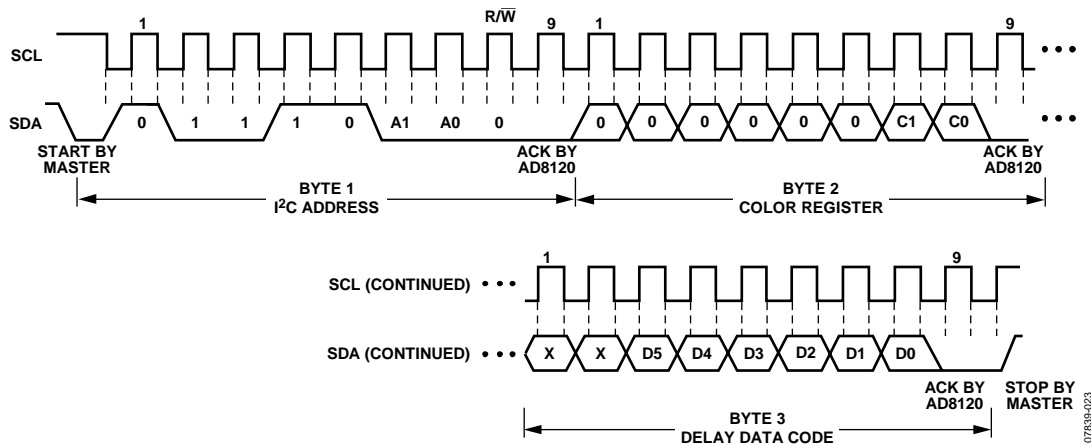 R/W
1 9 1 9
SCL
SDA 0 1 1 1 0 A1 A0 0 0 0 0 0 0 0 C1 C0
START BY MASTER
ACK BY AD8120
ACK BY AD8120
BYTE 1
I²C ADDRESS
BYTE 2
COLOR REGISTER
1 9
SCL (CONTINUED)
SDA (CONTINUED) X X D5 D4 D3 D2 D1 D0
ACK BY AD8120
STOP BY MASTER
BYTE 3
DELAY DATA CODE
07839-023